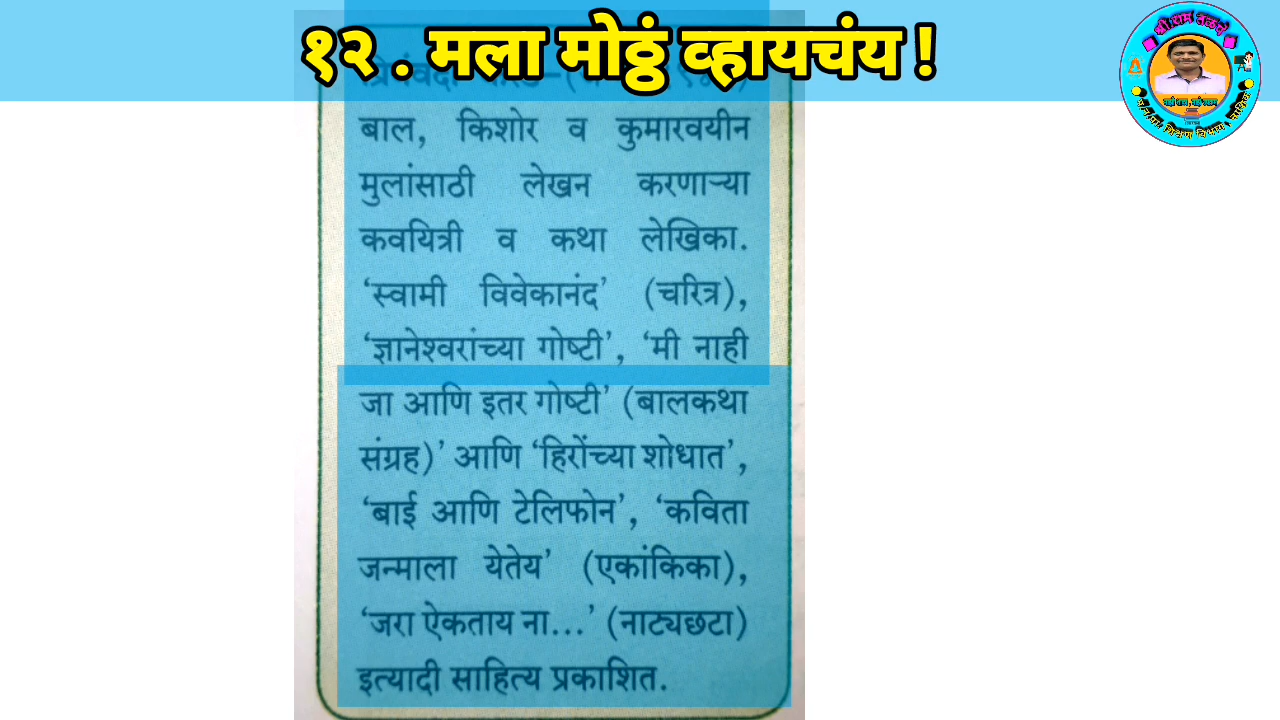 १२ . मला मोठ्ठं व्हायचंय !
श्री राम
बाल, किशोर व कुमारवयीन
मुलांसाठी लेखन करणाऱ्या
कवयित्री व कथा लेखिका.
‘स्वामी विवेकानंद’ (चरित्र),
‘ज्ञानेश्वरांच्या गोष्टी’, ‘मी नाही
जा आणि इतर गोष्टी’ (बालकथा
संग्रह)’ आणि ‘हिरोंच्या शोधात’,
‘बाई आणि टेलिफोन’, ‘कविता
जन्माला येतेय’ (एकांकिका),
‘जरा ऐकताय ना...’ (नाट्यछटा)
इत्यादी साहित्य प्रकाशित.